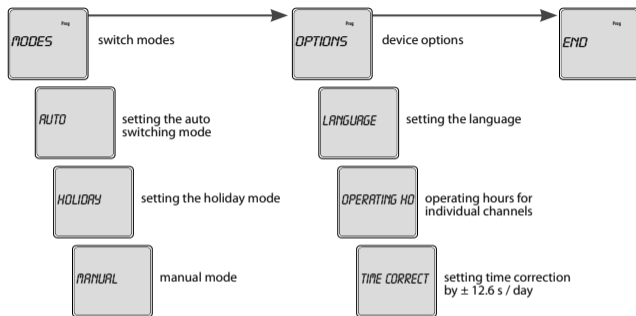 Prog
MODES
switch modes
Prog
OPTIONS
device options
Prog
END
AUTO
setting the auto
switching mode
LANGUAGE
setting the language
HOLIDAY
setting the holiday mode
OPERATING HO
operating hours for
individual channels
MANUAL
manual mode
TIME CORRECT
setting time correction
by ± 12.6 s / day